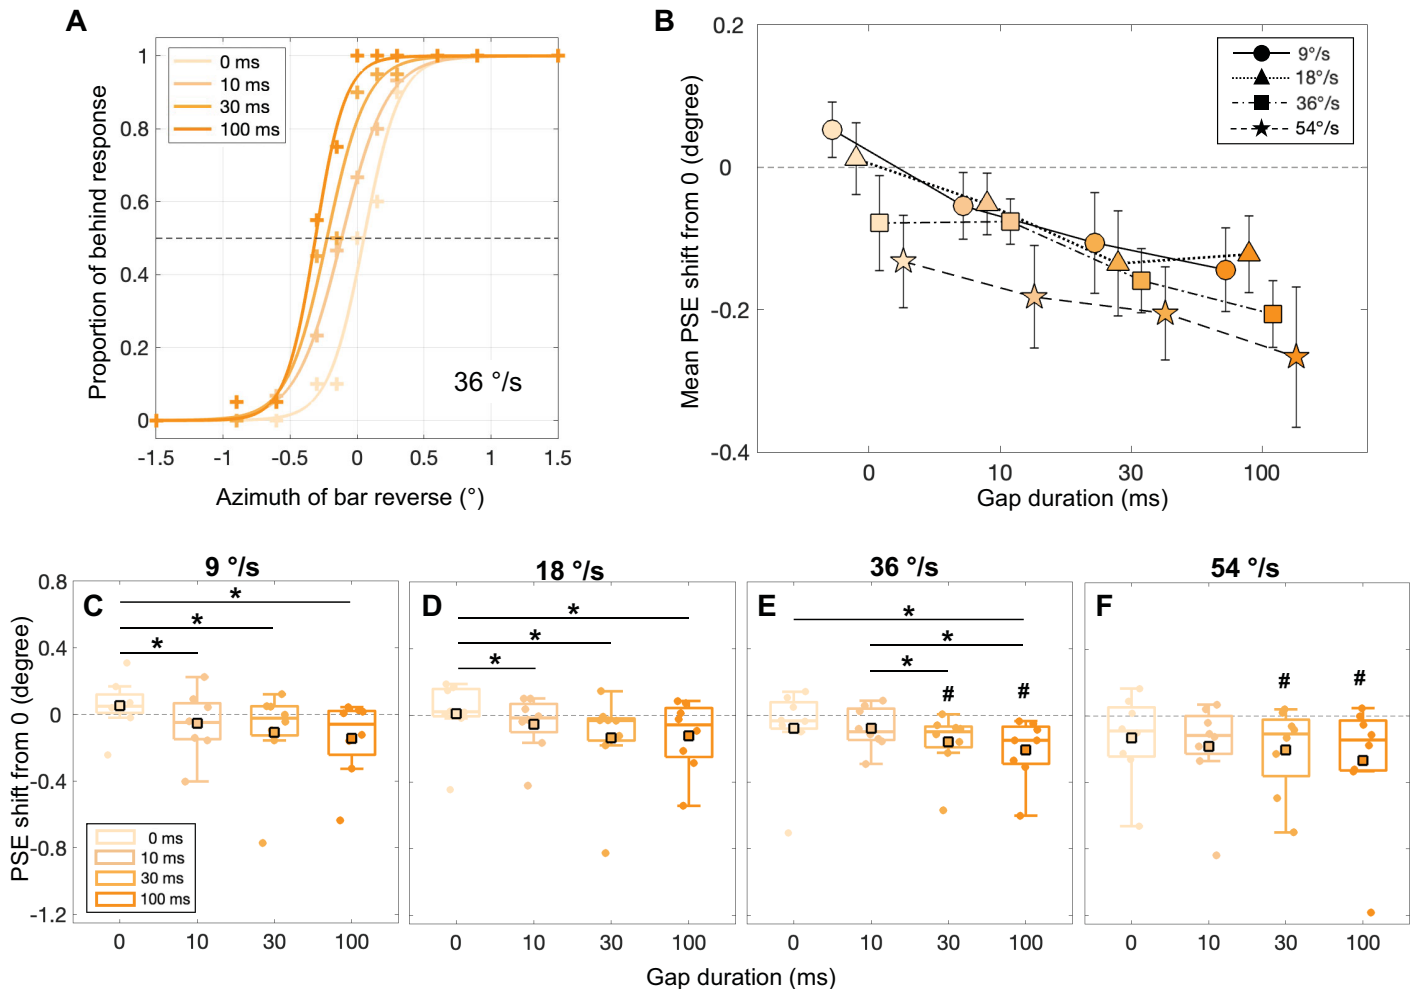 A
1
0.8
0.6
0.4
0.2
0
-1.5
-1
-0.5
0
0.5
1
1.5
Proportion of behind response
Azimuth of bar reverse (°)
0 ms
10 ms
30 ms
100 ms
36 °/s
B
0.2
0
-0.2
-0.4
0
10
30
100
Mean PSE shift from 0 (degree)
Gap duration (ms)
9°/s
18°/s
36°/s
54°/s
9 °/s
18 °/s
36 °/s
54 °/s
PSE shift from 0 (degree)
0.8
0.4
0
-0.4
-0.8
-1.2
C
*
*
*
0 ms
10 ms
30 ms
100 ms
0
10
30
100
D
*
*
*
0
10
30
100
E
*
*
*
#
#
0
10
30
100
F
#
#
0
10
30
100
Gap duration (ms)